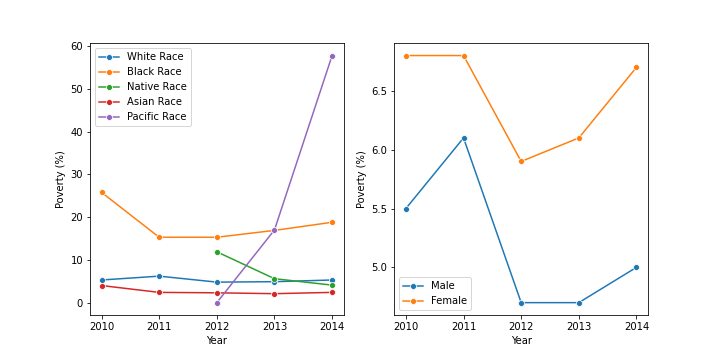 60
50
40
30
20
10
0
Poverty (%)
White Race
Black Race
Native Race
Asian Race
Pacific Race
2010 2011 2012 2013 2014
Year
6.5
6.0
5.5
5.0
Poverty (%)
Male
Female
2010 2011 2012 2013 2014
Year